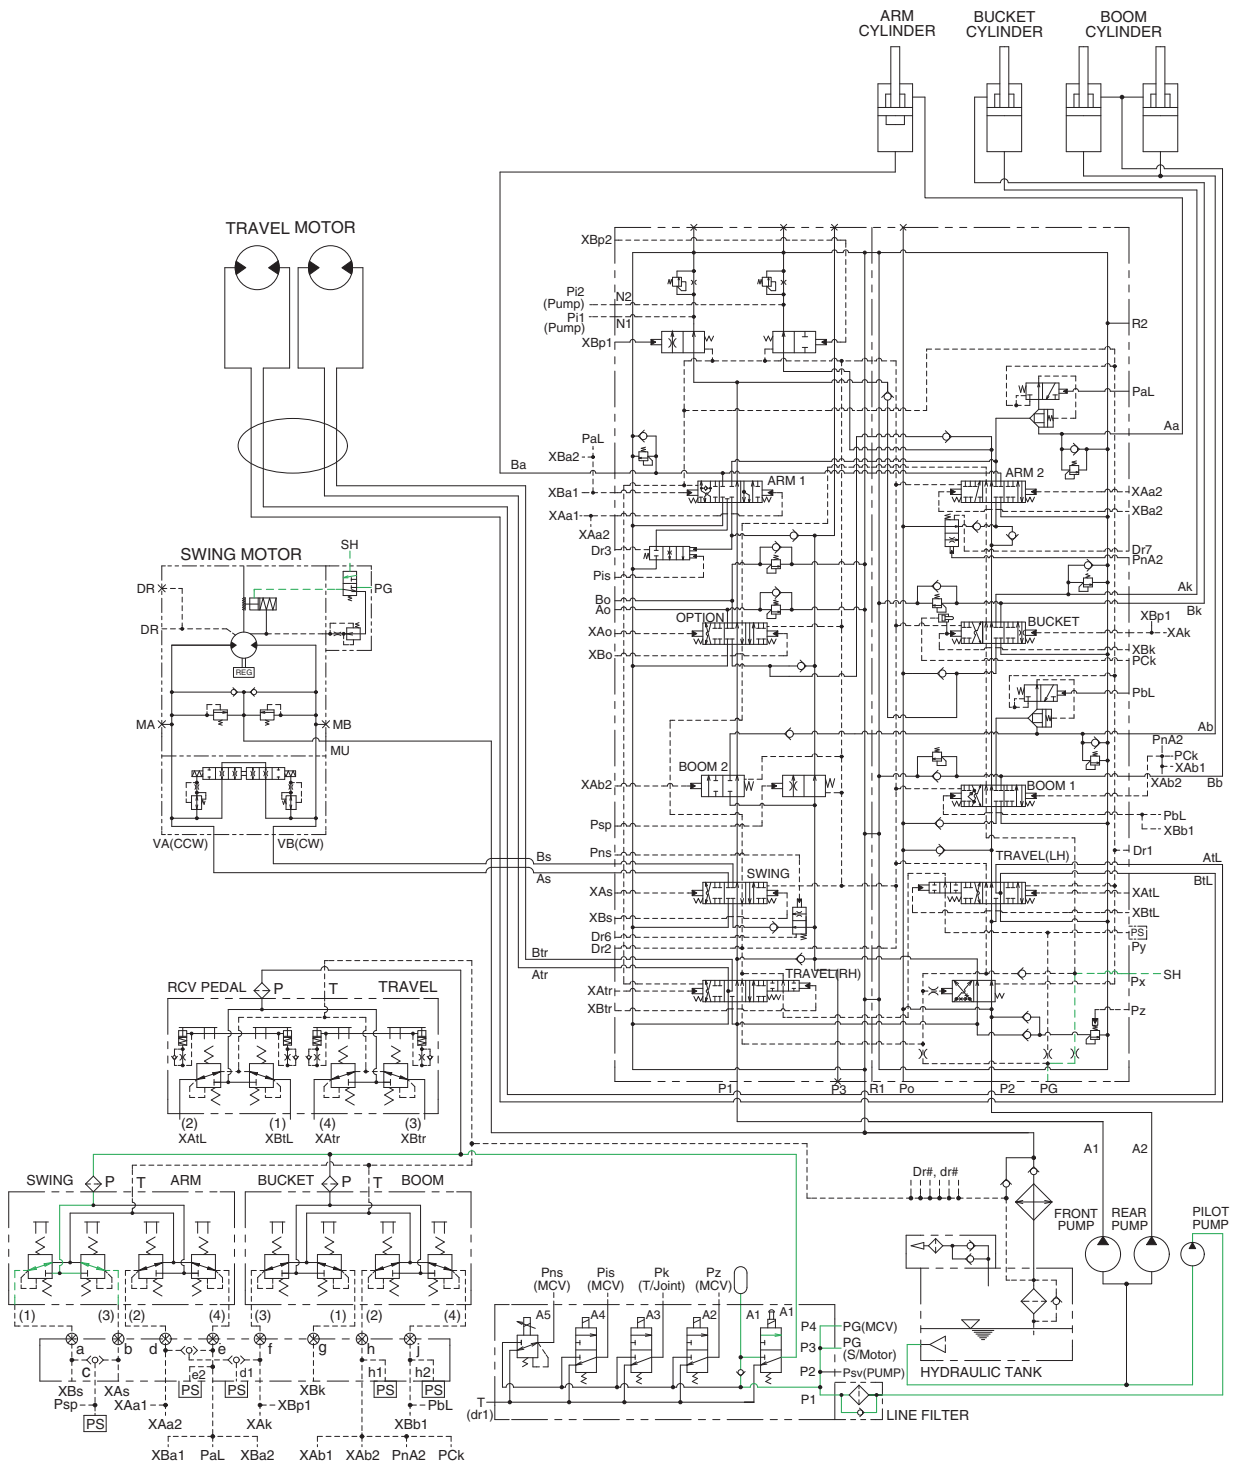 ARM
CYLINDER
BUCKET
CYLINDER
BOOM
CYLINDER
TRAVEL MOTOR
XBp2
Pi2
(Pump)
N2
Pi1
(Pump)
N1
XBp1
R2
PaL
Aa
PaL
XBa2
Ba
ARM 1
ARM 2
XBa1
XAa2
XAa1
XBa2
XAa2
Dr3
Dr7
PnA2
Pis
SWING MOTOR
SH
DR
PG
Ak
Bo
Ao
Bk
OPTION
BUCKET
XBp1
DR
XAo
XAk
XBo
XBk
PCk
REG
PbL
MA
MB
MU
Ab
PnA2
PCk
XAb1
XAb2
Bb
BOOM 2
BOOM 1
XAb2
Psp
PbL
XBb1
VA(CCW)
VB(CW)
Pns
Dr1
Bs
TRAVEL(LH)
AtL
As
SWING
BtL
XAs
XAtL
XBs
XBtL
Dr6
Dr2
PS
Py
Btr
Atr
TRAVEL(RH)
SH
Px
XAtr
XBtr
Pz
RCV PEDAL
P
T
TRAVEL
P1
P3
R1
Po
P2
PG
(2)
(1)
(4)
(3)
XAtL
XBtL
XAtr
XBtr
A1
A2
SWING
P
T
ARM
BUCKET
P
T
BOOM
Dr#, dr#
FRONT
PUMP
REAR
PUMP
PILOT
PUMP
(1)
(3)
(2)
(4)
(3)
(1)
(2)
(4)
Pns
(MCV)
Pis
(MCV)
Pk
(T/Joint)
Pz
(MCV)
A5
A4
A3
A2
A1
A1
P4
PG(MCV)
P3
PG
(S/Motor)
P2
Psv(PUMP)
P1
HYDRAULIC TANK
LINE FILTER
T
(dr1)
a
b
d
e
f
g
h
j
c
e2
d1
h1
h2
PS
PS
PS
PS
XBs
XAs
Psp
PS
XAa1
XAa2
XBp1
XAk
XBk
PbL
XBb1
XBa1
PaL
XBa2
XAb1
XAb2
PnA2
PCk